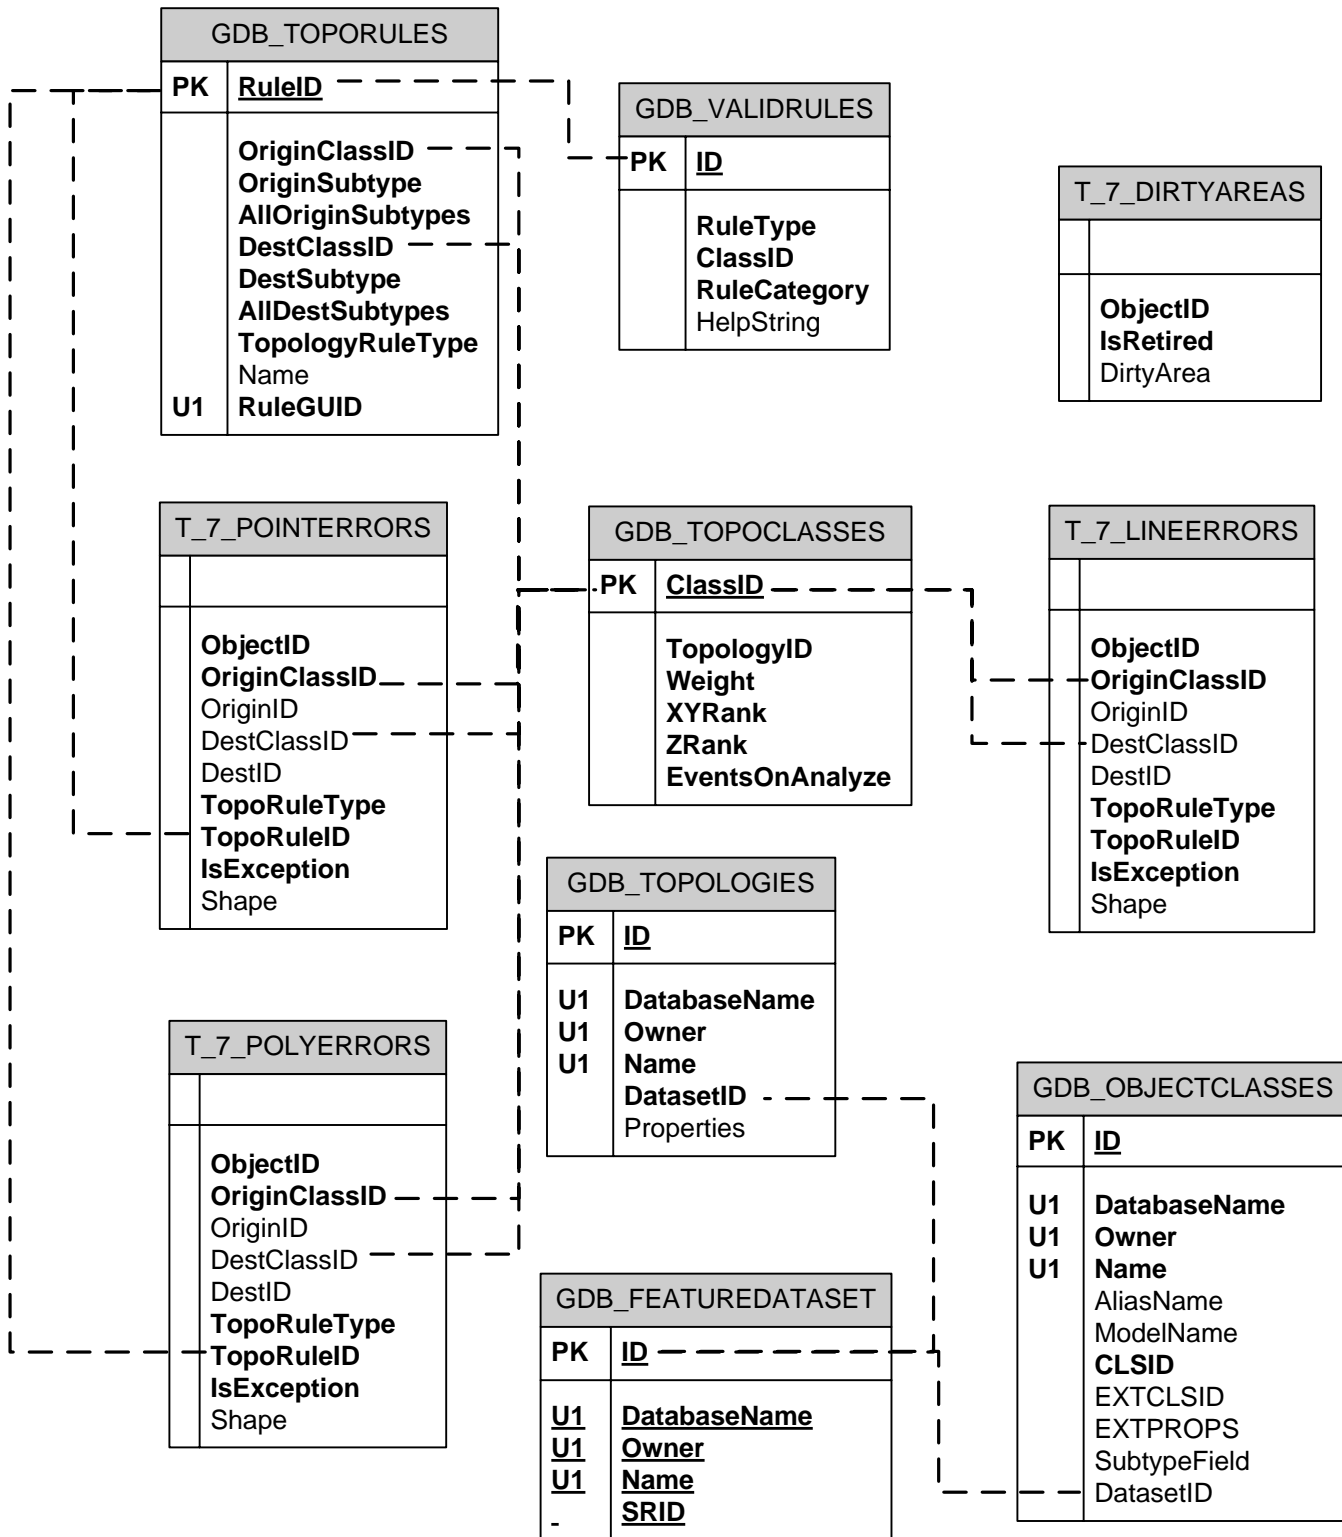 GDB_TOPORULES
PK RuleID
OriginClassID
OriginSubtype
AllOriginSubtypes
DestClassID
DestSubtype
AllDestSubtypes
TopologyRuleType
Name
U1 RuleGUID
GDB_VALIDRULES
PK ID
RuleType
ClassID
RuleCategory
HelpString
T_7_DIRTYAREAS
ObjectID
IsRetired
DirtyArea
T_7_POINTERRORS
ObjectID
OriginClassID
OriginID
DestClassID
DestID
TopoRuleType
TopoRuleID
IsException
Shape
GDB_TOPOCLASSES
PK ClassID
TopologyID
Weight
XYRank
ZRank
EventsOnAnalyze
T_7_LINEERRORS
ObjectID
OriginClassID
OriginID
DestClassID
DestID
TopoRuleType
TopoRuleID
IsException
Shape
GDB_TOPOLOGIES
PK ID
U1 DatabaseName
U1 Owner
U1 Name
DatasetID
Properties
T_7_POLYERRORS
ObjectID
OriginClassID
OriginID
DestClassID
DestID
TopoRuleType
TopoRuleID
IsException
Shape
GDB_OBJECTCLASSES
PK ID
U1 DatabaseName
U1 Owner
U1 Name
AliasName
ModelName
CLSID
EXTCLSID
EXTPROPS
SubtypeField
DatasetID
GDB_FEATUREDATASET
PK ID
U1 DatabaseName
U1 Owner
U1 Name
SRID